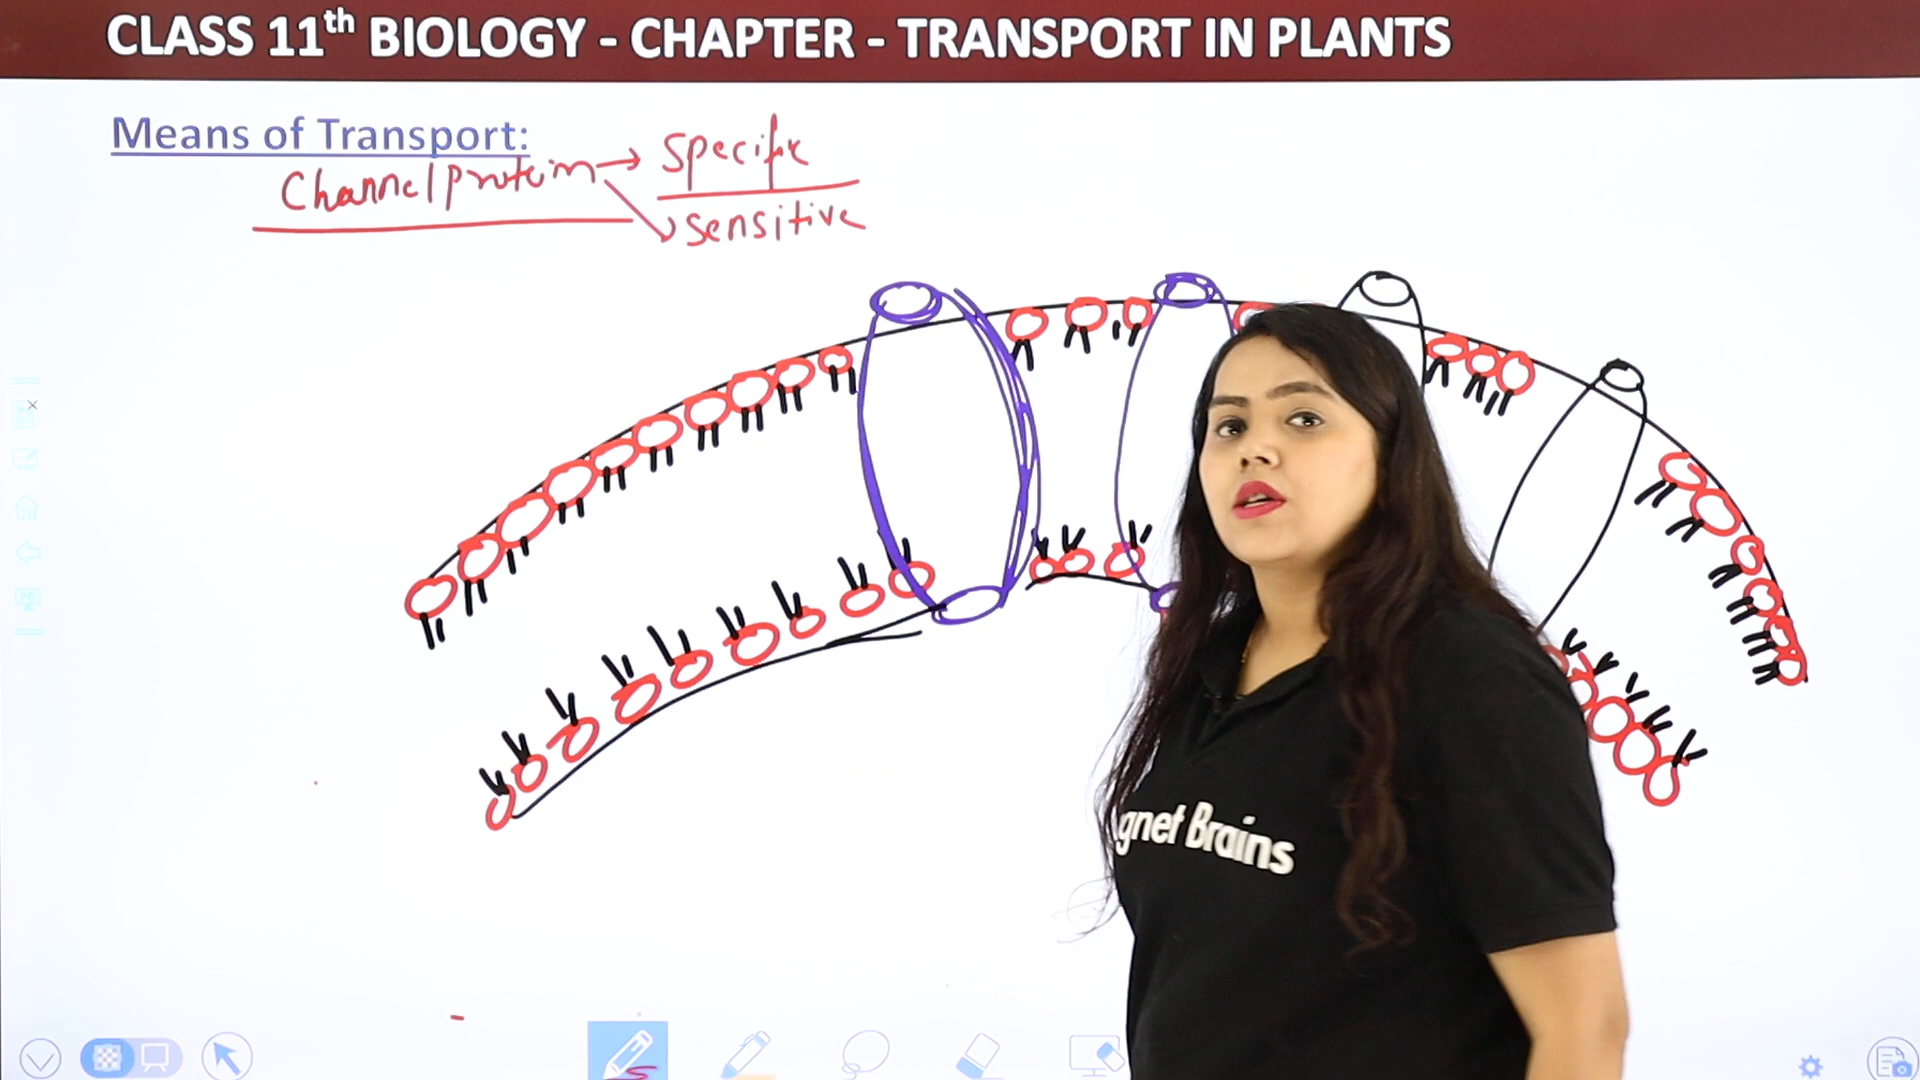 CLASS 11th BIOLOGY - CHAPTER - TRANSPORT IN PLANTS
Means of Transport:
Channel protein → Specific
sensitive
gnet Brains